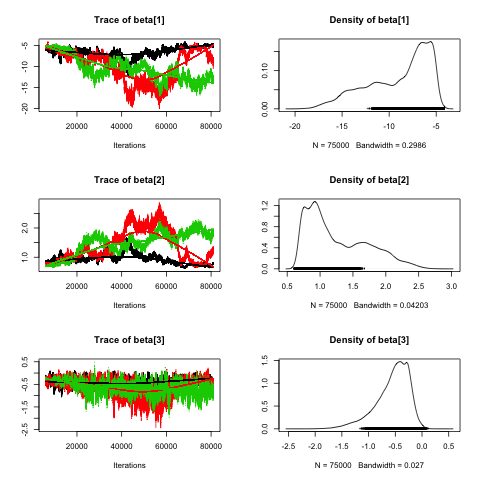 Trace of beta[1]
-5
-10
-15
-20
20000 40000 60000 80000
Iterations
Density of beta[1]
0.00
0.10
-20 -15 -10 -5
N = 75000 Bandwidth = 0.2986
Trace of beta[2]
1.0
2.0
20000 40000 60000 80000
Iterations
Density of beta[2]
0.0
0.4
0.8
1.2
0.5 1.0 1.5 2.0 2.5 3.0
N = 75000 Bandwidth = 0.04203
Trace of beta[3]
0.5
-0.5
-1.5
-2.5
20000 40000 60000 80000
Iterations
Density of beta[3]
0.0
0.5
1.0
1.5
-2.5 -2.0 -1.5 -1.0 -0.5 0.0 0.5
N = 75000 Bandwidth = 0.027